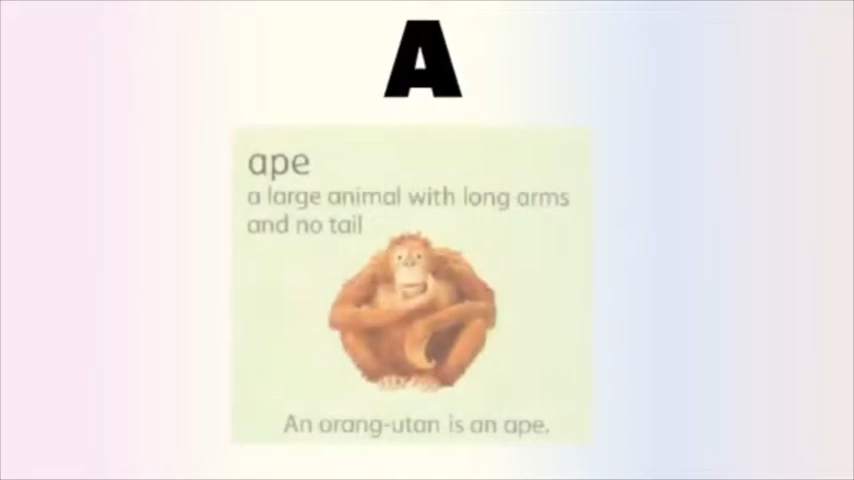 A
ape
a large animal with long arms
and no tail
An orang-utan is an ape.